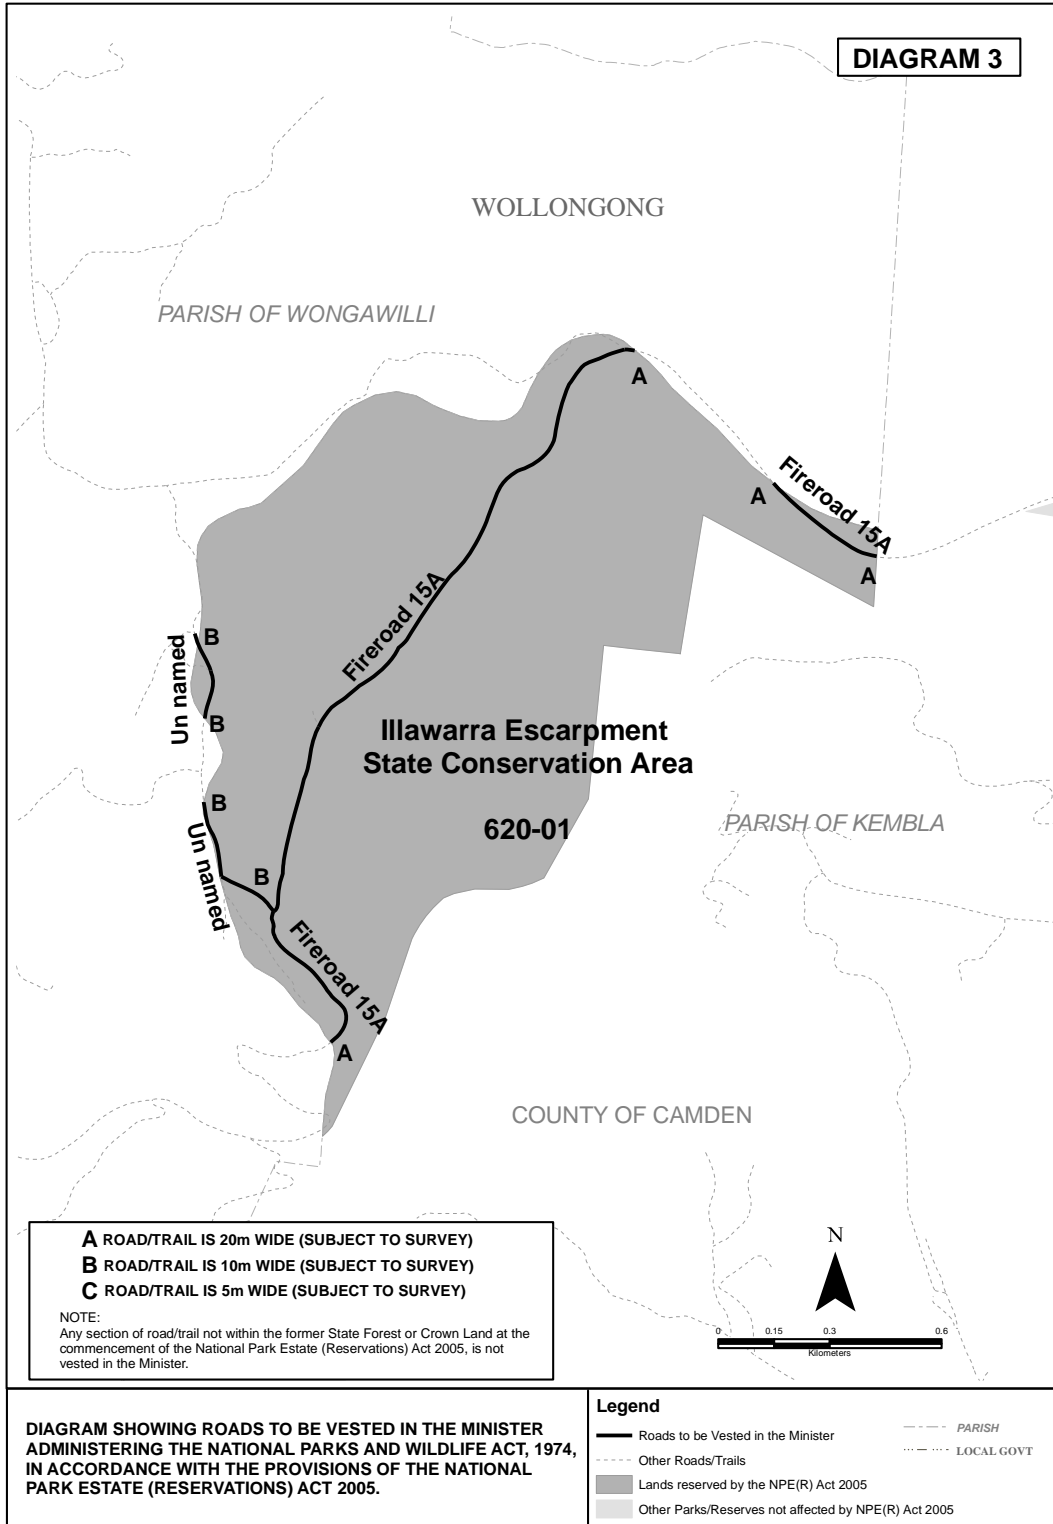 DIAGRAM 3
WOLLONGONG
PARISH OF WONGAWILLI
A
Fireroad 15A
A
A
Fireroad 15A
B
Un named
B
Illawarra Escarpment
State Conservation Area
620-01
PARISH OF KEMBLA
B
Un named
B
Fireroad 15A
A
COUNTY OF CAMDEN
A ROAD/TRAIL IS 20m WIDE (SUBJECT TO SURVEY)
B ROAD/TRAIL IS 10m WIDE (SUBJECT TO SURVEY)
C ROAD/TRAIL IS 5m WIDE (SUBJECT TO SURVEY)
NOTE:
Any section of road/trail not within the former State Forest or Crown Land at the
commencement of the National Park Estate (Reservations) Act 2005, is not
vested in the Minister.
N
0 0.15 0.3 0.6
Kilometers
DIAGRAM SHOWING ROADS TO BE VESTED IN THE MINISTER
ADMINISTERING THE NATIONAL PARKS AND WILDLIFE ACT, 1974,
IN ACCORDANCE WITH THE PROVISIONS OF THE NATIONAL
PARK ESTATE (RESERVATIONS) ACT 2005.
Legend
Roads to be Vested in the Minister
Other Roads/Trails
Lands reserved by the NPE(R) Act 2005
Other Parks/Reserves not affected by NPE(R) Act 2005
PARISH
LOCAL GOVT